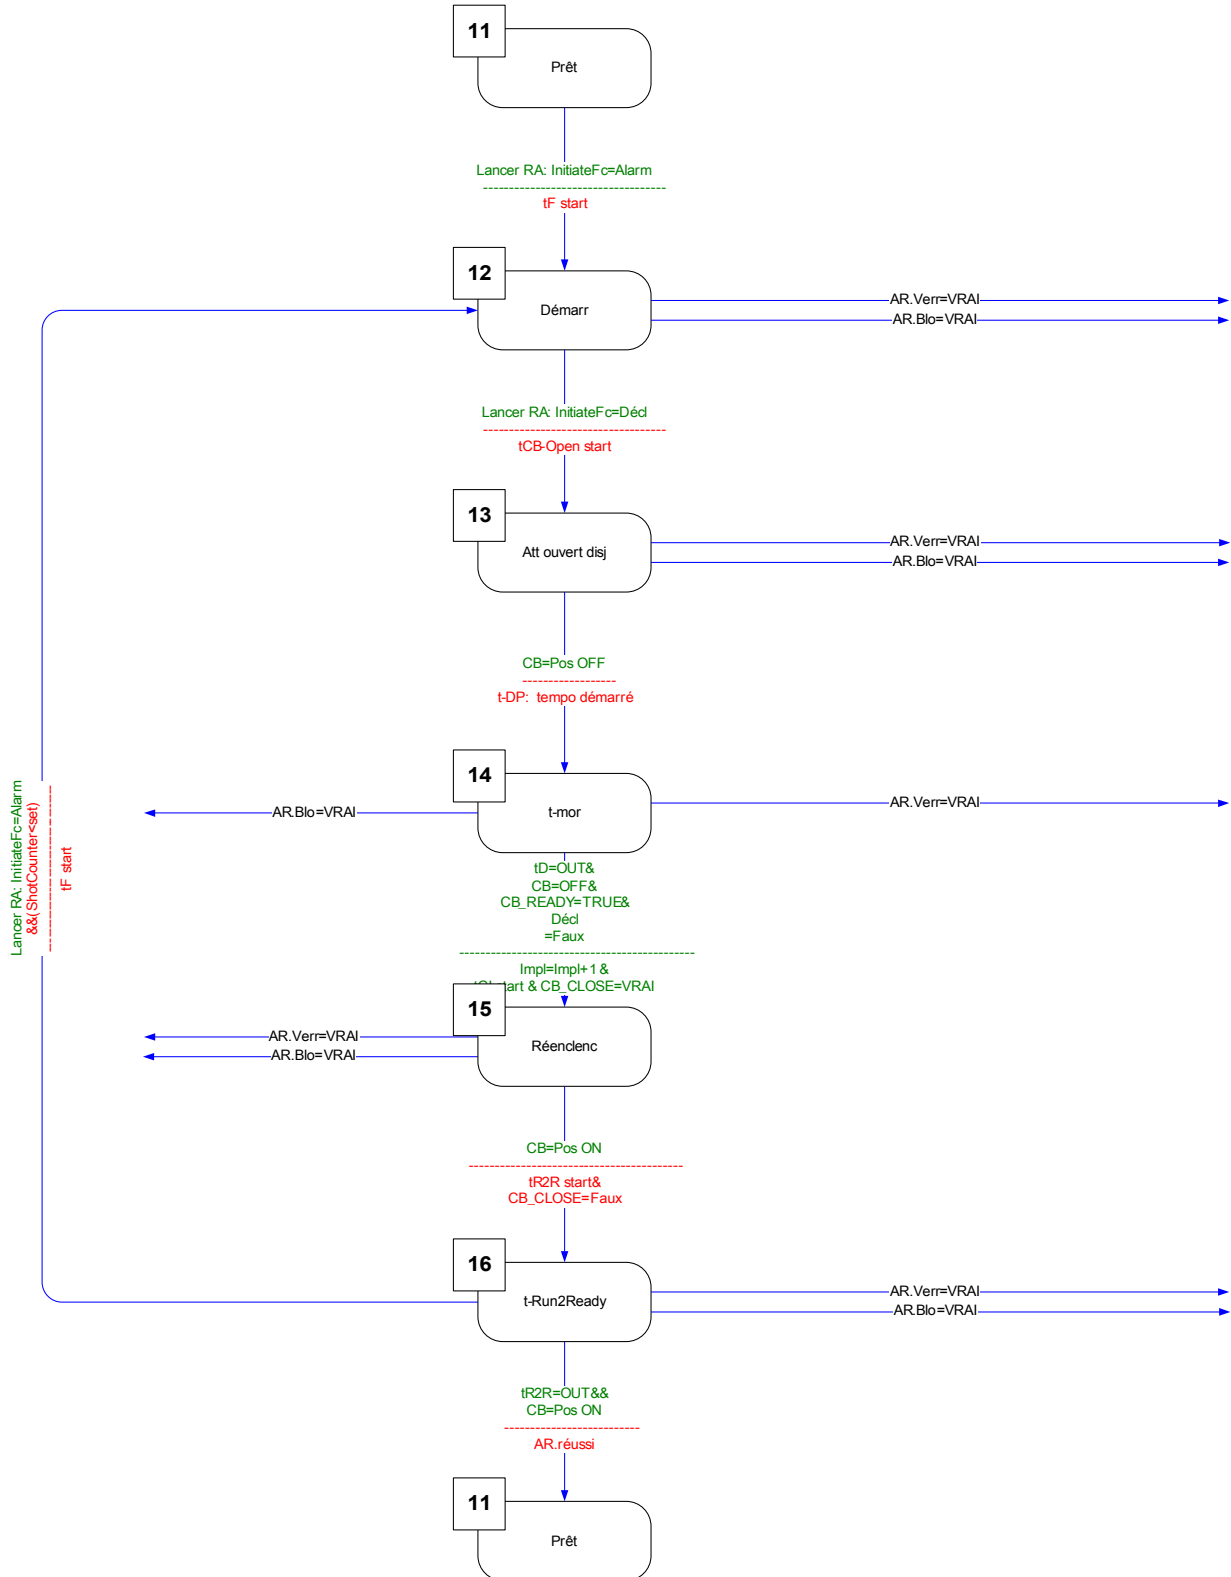 11
Prêt
Lancer RA: InitiateFc=Alarm
tF start
12
Démarr
AR.Verr=VRAI
AR.Blo=VRAI
Lancer RA: InitiateFc=Décl
tCB-Open start
13
Att ouvert disj
AR.Verr=VRAI
AR.Blo=VRAI
CB=Pos OFF
t-DP: tempo démarré
14
t-mor
AR.Blo=VRAI
AR.Verr=VRAI
Lancer RA: InitiateFc=Alarm
&&(ShotCounter<set)
tF start
tD=OUT&
CB=OFF&
CB_READY=TRUE&
Décl
=Faux
Impl=Impl+1 &
start & CB_CLOSE=VRAI
15
Réenclenc
AR.Verr=VRAI
AR.Blo=VRAI
CB=Pos ON
tR2R start&
CB_CLOSE=Faux
16
t-Run2Ready
AR.Verr=VRAI
AR.Blo=VRAI
tR2R=OUT&&
CB=Pos ON
AR.réussi
11
Prêt